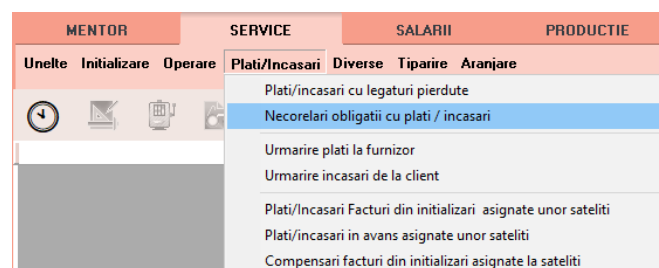 MENTOR SERVICE SALARII PRODUCTIE
Unelte Initializare Operare Plati/Incasari Diverse Tiparire Aranjare
Plati/incasari cu legaturi pierdute
Necorelari obligatii cu plati / incasari
Urmarire plati la furnizor
Urmarire incasari de la client
Plati/Incasari Facturi din initializari asignate unor sateliti
Plati/incasari in avans asignate unor sateliti
Compensari facturi din initializari asignate la sateliti